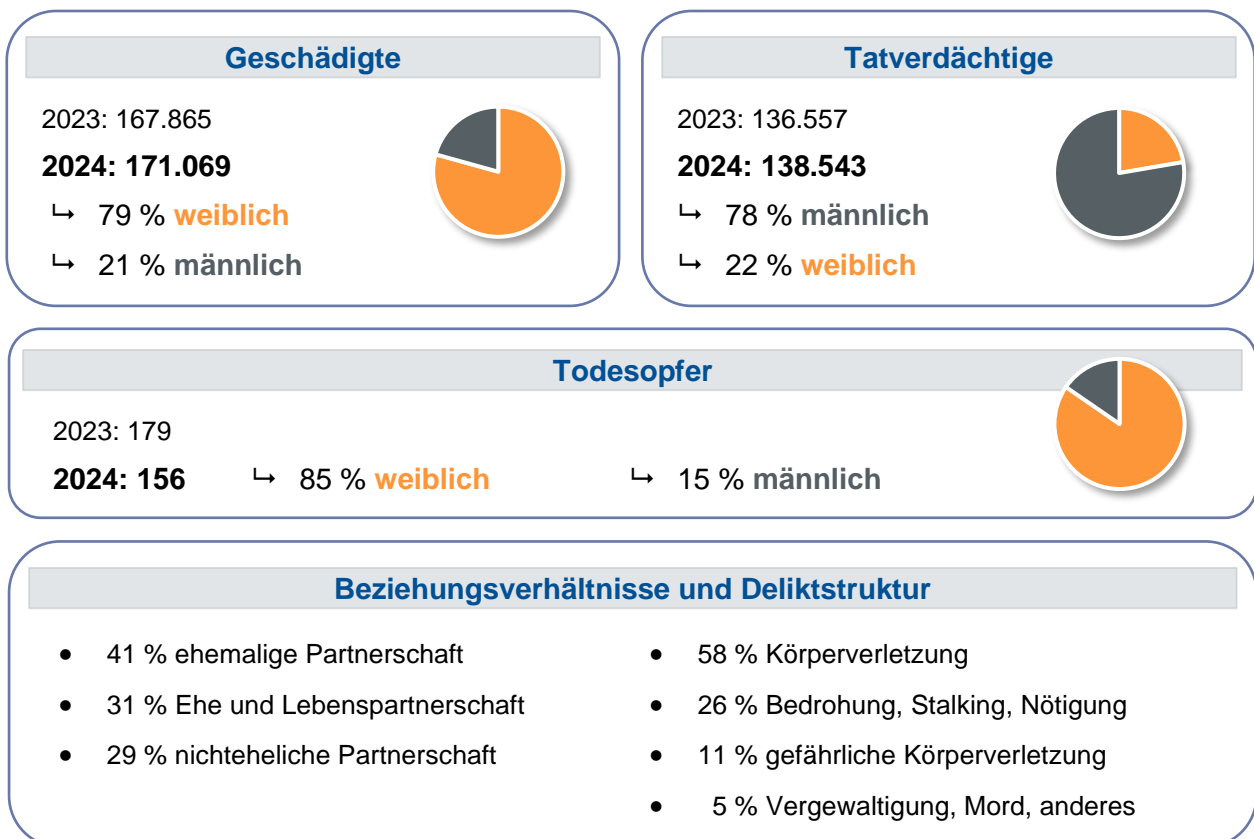 Geschädigte
2023: 167.865
2024: 171.069
↳ 79 % weiblich
↳ 21 % männlich
Tatverdächtige
2023: 136.557
2024: 138.543
↳ 78 % männlich
↳ 22 % weiblich
Todesopfer
2023: 179
2024: 156 ↳ 85 % weiblich ↳ 15 % männlich
Beziehungsverhältnisse und Deliktstruktur
• 41 % ehemalige Partnerschaft
• 31 % Ehe und Lebenspartnerschaft
• 29 % nichteheliche Partnerschaft
• 58 % Körperverletzung
• 26 % Bedrohung, Stalking, Nötigung
• 11 % gefährliche Körperverletzung
• 5 % Vergewaltigung, Mord, anderes